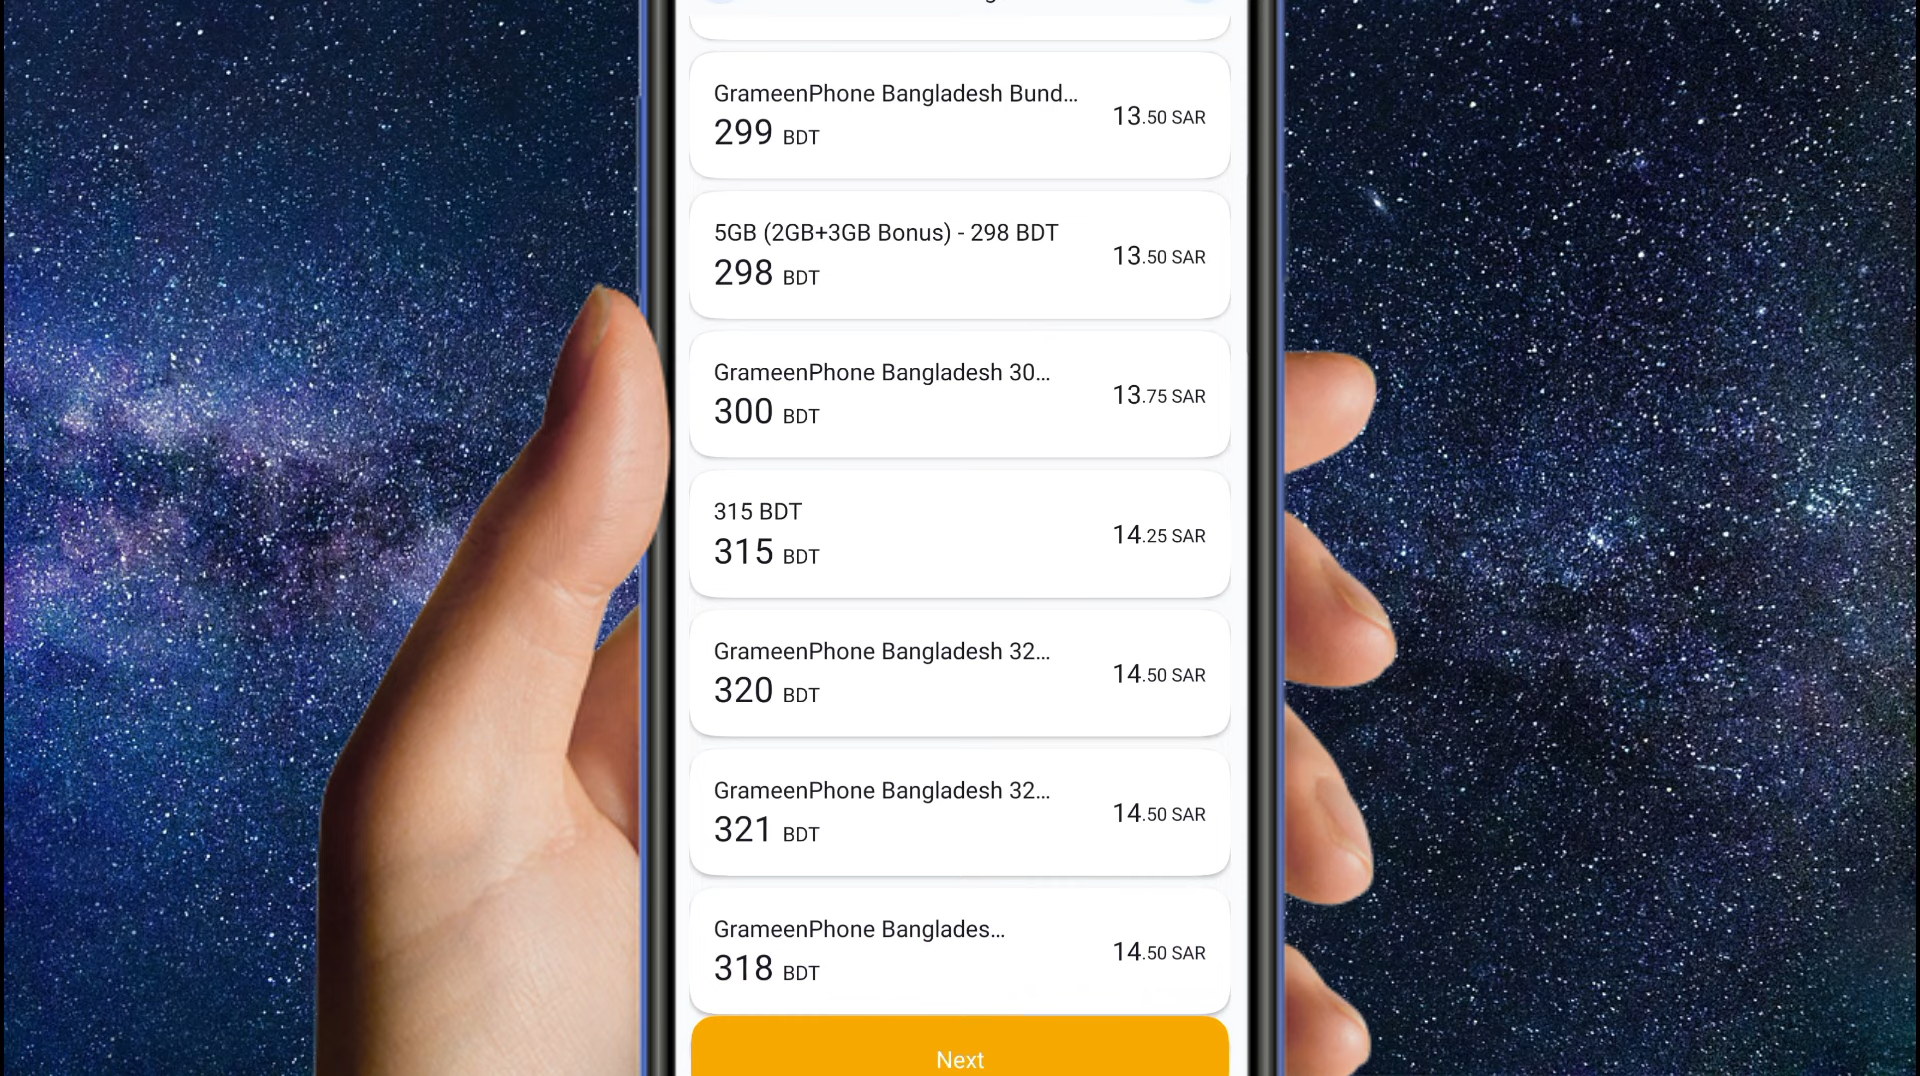 GrameenPhone Bangladesh Bund...
299 BDT
13.50 SAR
5GB (2GB+3GB Bonus) - 298 BDT
298 BDT
13.50 SAR
GrameenPhone Bangladesh 30...
300 BDT
13.75 SAR
315 BDT
315 BDT
14.25 SAR
GrameenPhone Bangladesh 32...
320 BDT
14.50 SAR
GrameenPhone Bangladesh 32...
321 BDT
14.50 SAR
GrameenPhone Banglades...
318 BDT
14.50 SAR
Next